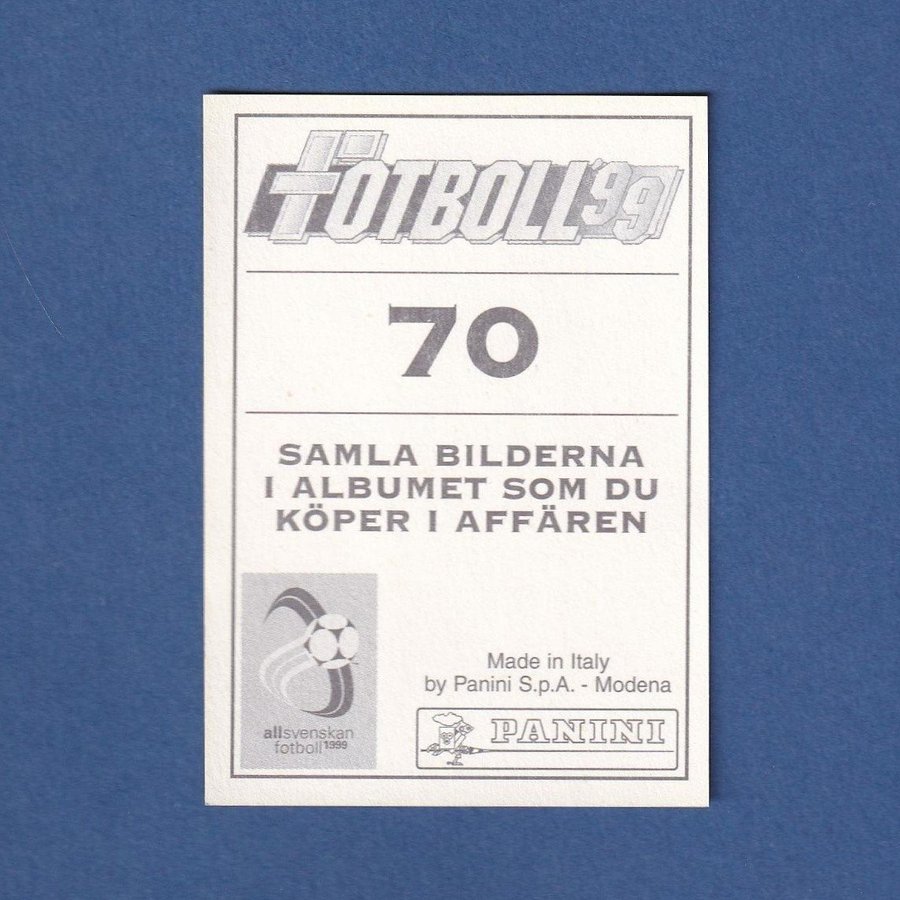 FOTBOLL'99
70
SAMLA BILDERNA
I ALBUMET SOM DU
KÖPER I AFFÄREN
allsvenskan
fotboll 1999
Made in Italy
by Panini S.p.A. - Modena
PANINI